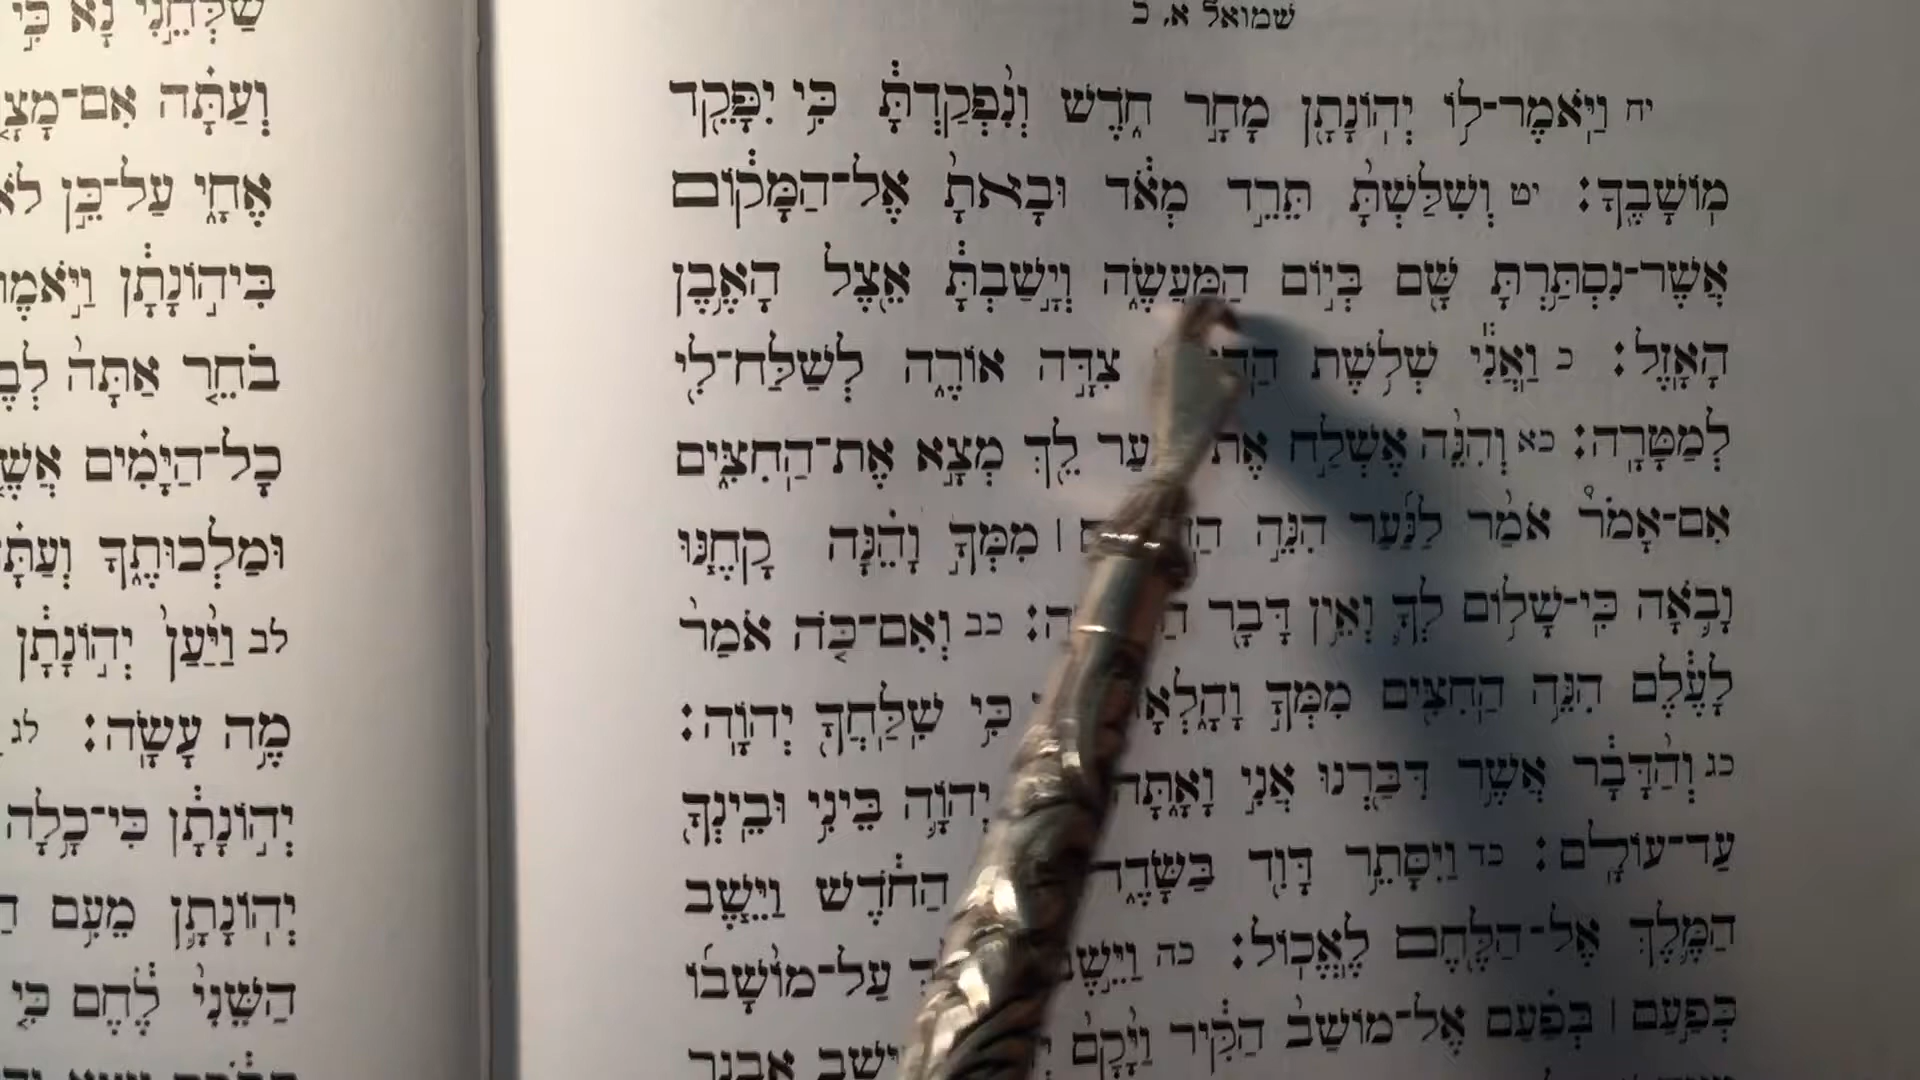 שמואל א, כ
יח וַיֹּאמֶר־לוֹ יְהוֹנָתָן מָחָר חֹדֶשׁ וְנִפְקַדְתָּ כִּי יִפָּקֵד
מוֹשָׁבֶךָ׃ יט וְשִׁלַּשְׁתָּ תֵּרֵד מְאֹד וּבָאתָ אֶל־הַמָּקוֹם
אֲשֶׁר־נִסְתַּרְתָּ שָּׁם בְּיוֹם הַמַּעֲשֶׂה וְיָשַׁבְתָּ אֵצֶל הָאֶבֶן
הָאָזֶל׃ כ וַאֲנִי שְׁלֹשֶׁת צִדָּה אוֹרֶה לְשַׁלַּח־לִי
לְמַטָּרָה׃ כא וְהִנֵּה אֶשְׁלַח לֵךְ מְצָא אֶת־הַחִצִּים
אִם־אָמֹר אֹמַר לַנַּעַר הִנֵּה מִמְּךָ וָהֵנָּה קָחֶנּוּ
וָבֹאָה כִּי־שָׁלוֹם לְךָ וְאֵין דָּבָר כב וְאִם־כֹּה אֹמַר
לָעֶלֶם הִנֵּה הַחִצִּים מִמְּךָ וָהָלְאָה כִּי שִׁלַּחֲךָ יְהוָה׃
כג וְהַדָּבָר אֲשֶׁר דִּבַּרְנוּ אֲנִי וָאָתָּה יְהוָה בֵּינִי וּבֵינְךָ
עַד־עוֹלָם׃ כד וַיִּסָּתֵר דָּוִד בַּשָּׂדֶה הַחֹדֶשׁ וַיֵּשֶׁב
הַמֶּלֶךְ אֶל־הַלֶּחֶם לֶאֱכוֹל׃ כה וַיֵּשֶׁב עַל־מוֹשָׁבוֹ
כְּפַעַם ׀ בְּפַעַם אֶל־מוֹשַׁב הַקִּיר וַיָּקָם
אבנר
נָא כִּי
וְעַתָּה
אֶחָי עַל־כֵּן
בִּיהוֹנָתָן
בֹחֵר אַתָּה
כָל־הַיָּמִים
וּמַלְכוּתֶךָ
לב וַיַּעַן יְהוֹנָתָן
מֶה עָשָׂה׃ לג
יְהוֹנָתָן כִּי־כָלָה
יְהוֹנָתָן מֵעִם
הַשֵּׁנִי לֶחֶם כִּי